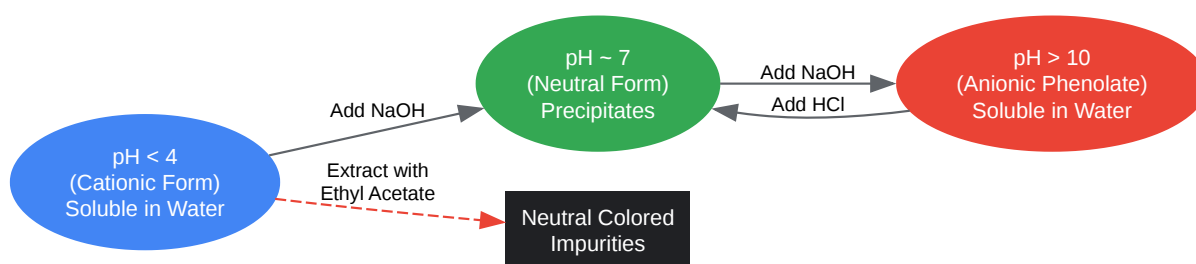 pH < 4
(Cationic Form)
Soluble in Water
Add NaOH
Extract with
Ethyl Acetate
pH ~ 7
(Neutral Form)
Precipitates
Neutral Colored
Impurities
Add NaOH
Add HCl
pH > 10
(Anionic Phenolate)
Soluble in Water